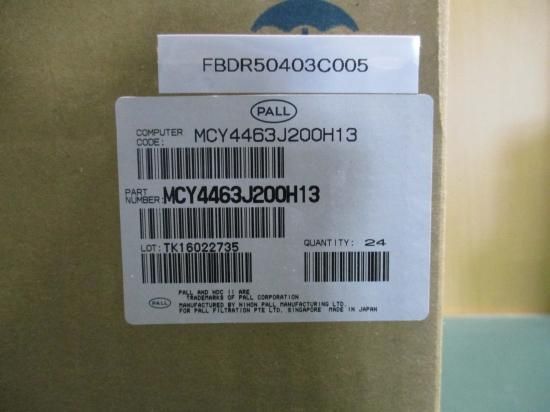 FBDR50403C005
PALL
COMPUTER CODE: MCY4463J200H13
PART NUMBER: MCY4463J200H13
LOT: TK16022735 QUANTITY: 24
PALL
PALL AND HDC II ARE
TRADEMARKS OF PALL CORPORATION
MANUFACTURED BY NIHON PALL MANUFACTURING LTD.
FOR PALL FILTRATION PTE LTD, SINGAPORE MADE IN JAPAN